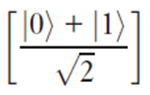 [ |0⟩ + |1⟩ / √2 ]